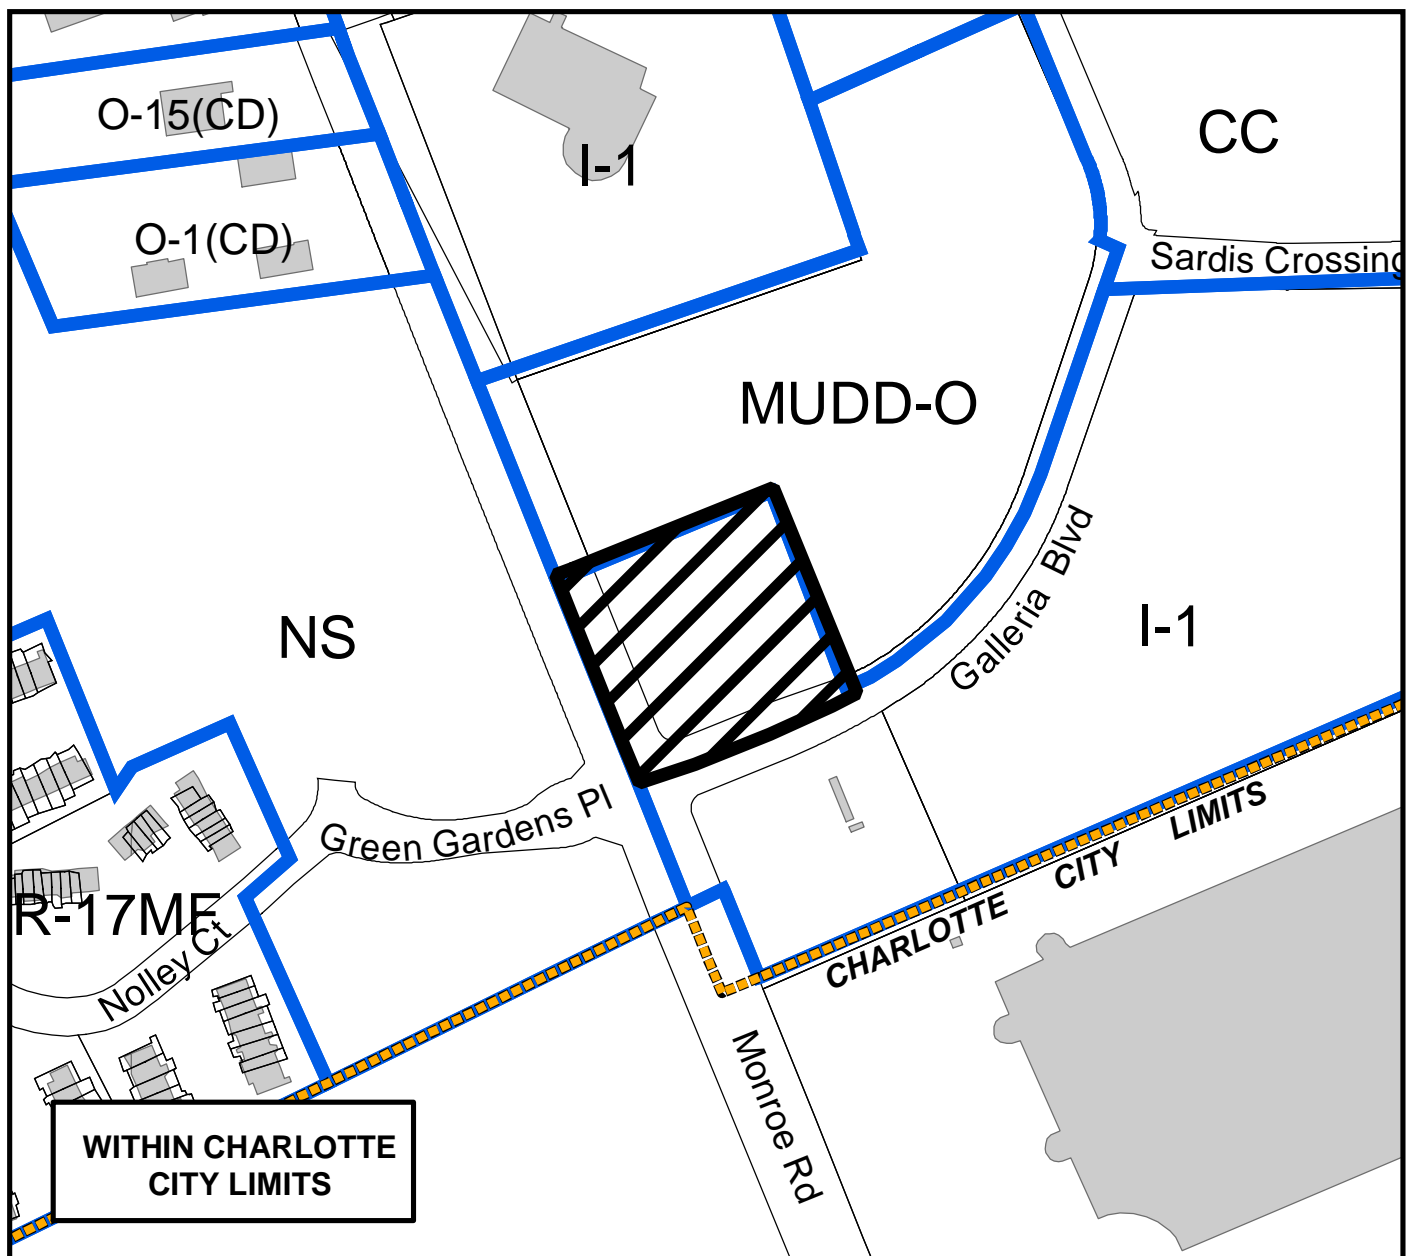 O-15(CD)
I-1
CC
O-1(CD)
Sardis Crossing
MUDD-O
Galleria Blvd
NS
I-1
Green Gardens Pl
CHARLOTTE CITY LIMITS
R-17MF
Nolley Ct
Monroe Rd
WITHIN CHARLOTTE
CITY LIMITS